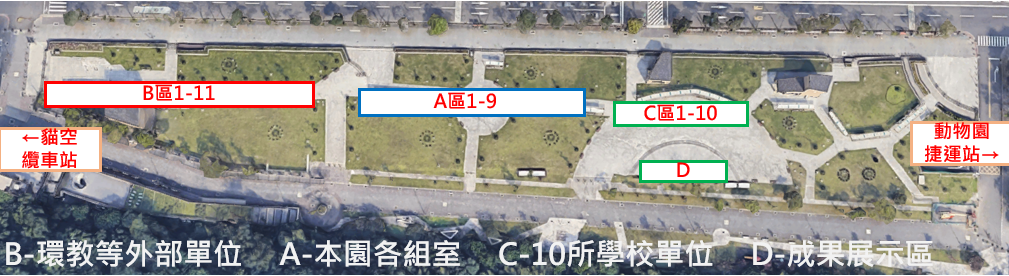 B區1-11
A區1-9
C區1-10
←貓空
纜車站
動物園
捷運站→
D
B-環教等外部單位 A-本園各組室 C-10所學校單位 D-成果展示區